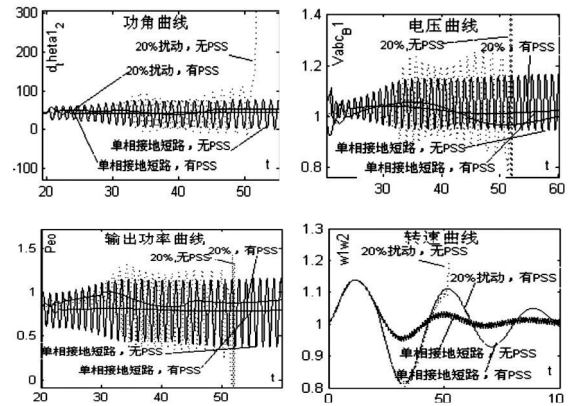 功角曲线
300
200
100
0
-100
d_theta1_2
20%扰动,无PSS
20%扰动,有PSS
单相接地短路,无PSS
单相接地短路,有PSS
20 30 40 50
t
电压曲线
1.4
1.2
1
0.8
Vabc_B1
20%,无PSS
20%,有PSS
单相接地短路,无PSS
单相接地短路,有PSS
30 40 50 60
t
输出功率曲线
1.5
1
0.5
0
Peo
20%,无PSS
20%,有PSS
单相接地短路,无PSS
单相接地短路,有PSS
20 30 40 50
t
转速曲线
1.3
1.2
1.1
1
0.9
0.8
w1w2
20%扰动,无PSS
20%扰动,有PSS
单相接地短路,无PSS
单相接地短路,有PSS
0 50 10
t